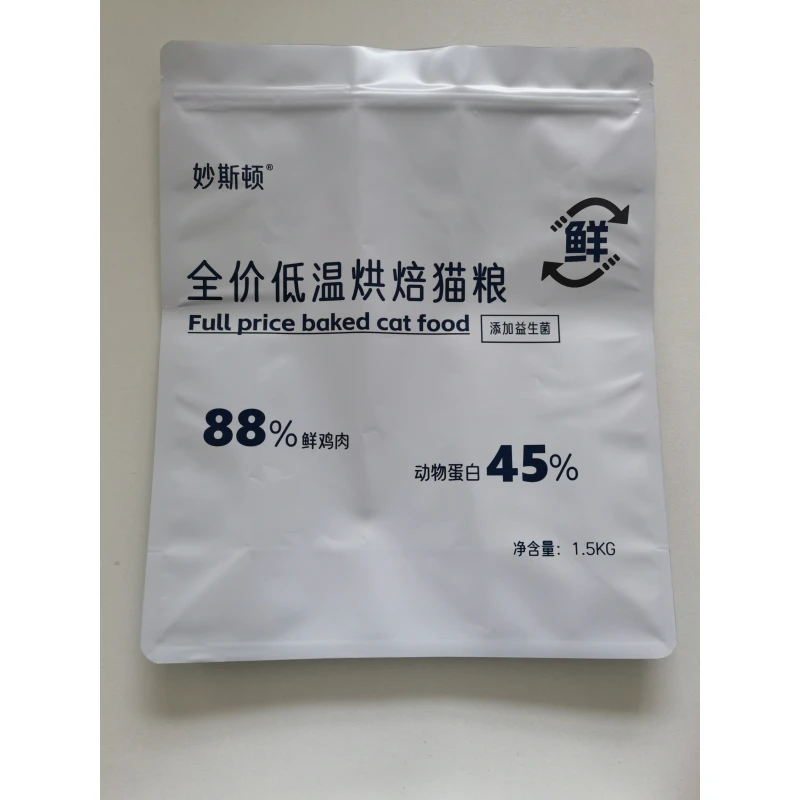 妙斯顿®
鲜
全价低温烘焙猫粮
Full price baked cat food
添加益生菌
88%鲜鸡肉
动物蛋白45%
净含量：1.5KG